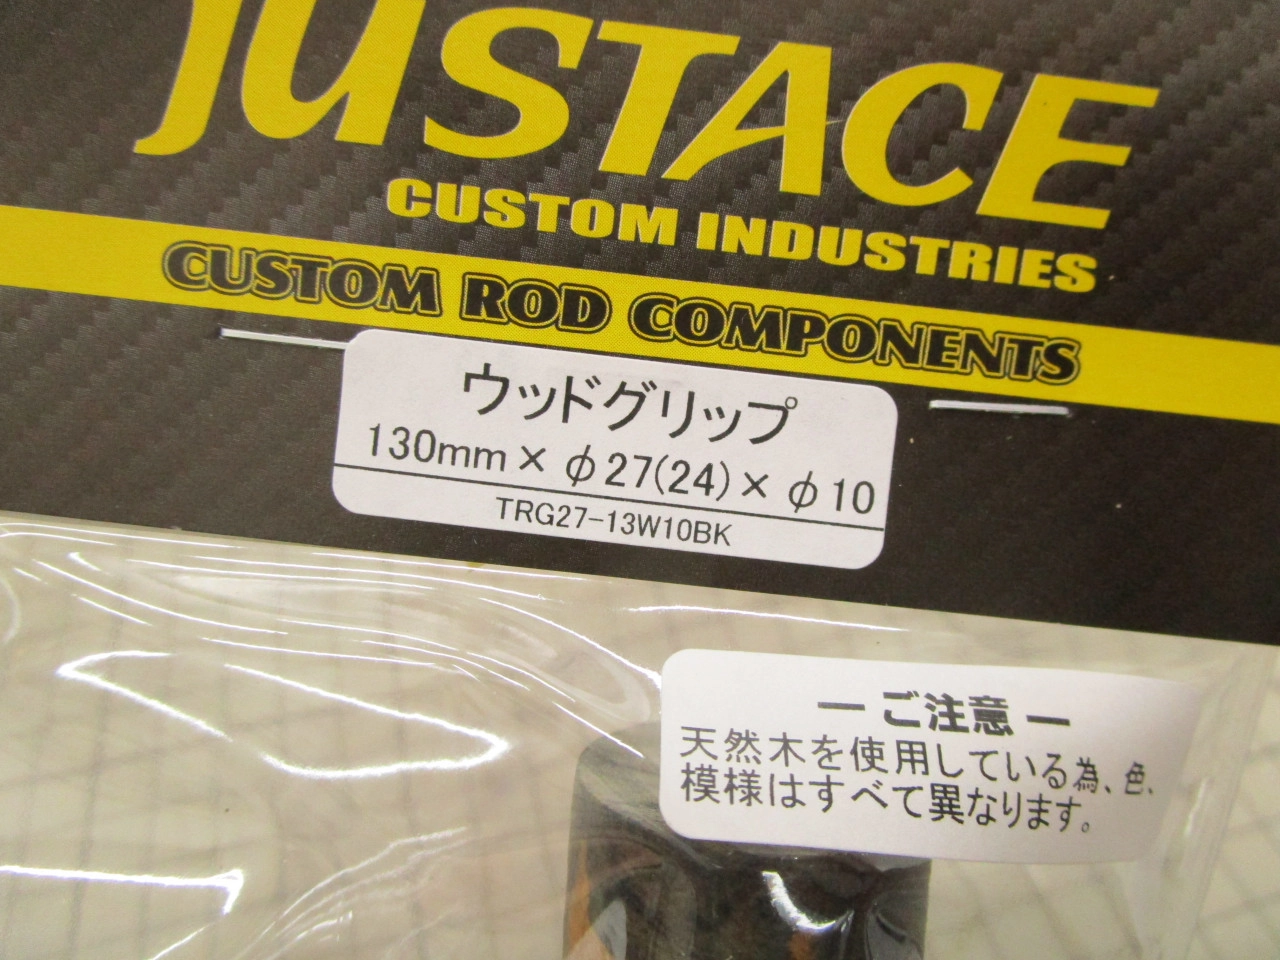 JUSTACE
CUSTOM INDUSTRIES
CUSTOM ROD COMPONENTS
ウッドグリップ
130mm×φ27(24)×φ10
TRG27-13W10BK
ーご注意ー
天然木を使用している為、色、
模様はすべて異なります。